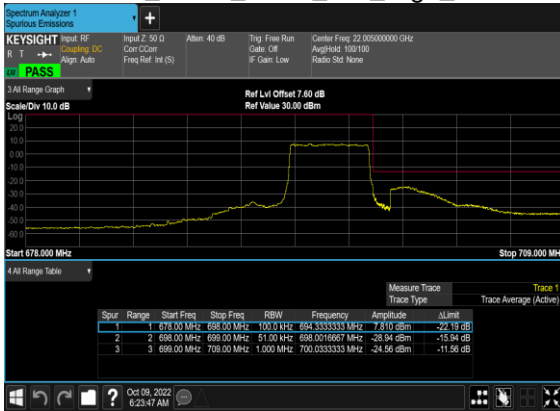 Spectrum Analyzer 1
Spurious Emissions
+
KEYSIGHT Input: RF Input Z: 50 Ω Atten: 40 dB Trig: Free Run Center Freq: 22.005000000 GHz
R T Coupling: DC Corr CCorr Gate: Off Avg|Hold: 100/100
Align: Auto Freq Ref: Int (S) IF Gain: Low Radio Std: None
PASS
3 All Range Graph Ref Lvl Offset 7.60 dB
Scale/Div 10.0 dB Ref Value 30.00 dBm
Log
20.0
10.0
0.00
-10.0
-20.0
-30.0
-40.0
-50.0
-60.0
Start 678.000 MHz Stop 709.000 MH
4 All Range Table
Measure Trace Trace 1
Trace Type Trace Average (Active)
Spur Range Start Freq Stop Freq RBW Frequency Amplitude ΔLimit
1 1 678.00 MHz 698.00 MHz 100.0 kHz 694.3333333 MHz 7.810 dBm -22.19 dB
2 2 698.00 MHz 699.00 MHz 51.00 kHz 698.0016667 MHz -28.94 dBm -15.94 dB
3 3 699.00 MHz 709.00 MHz 1.000 MHz 700.0333333 MHz -24.56 dBm -11.56 dB
? Oct 09, 2022
6:23:47 AM